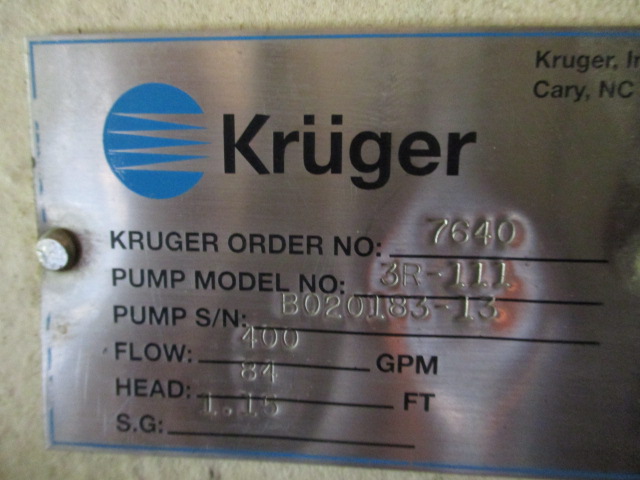 Kruger, In
Cary, NC
Krüger
KRUGER ORDER NO: 7640
PUMP MODEL NO: 3R-111
PUMP S/N: B020183-13
FLOW: 400 GPM
HEAD: 84 FT
S.G: 1.15